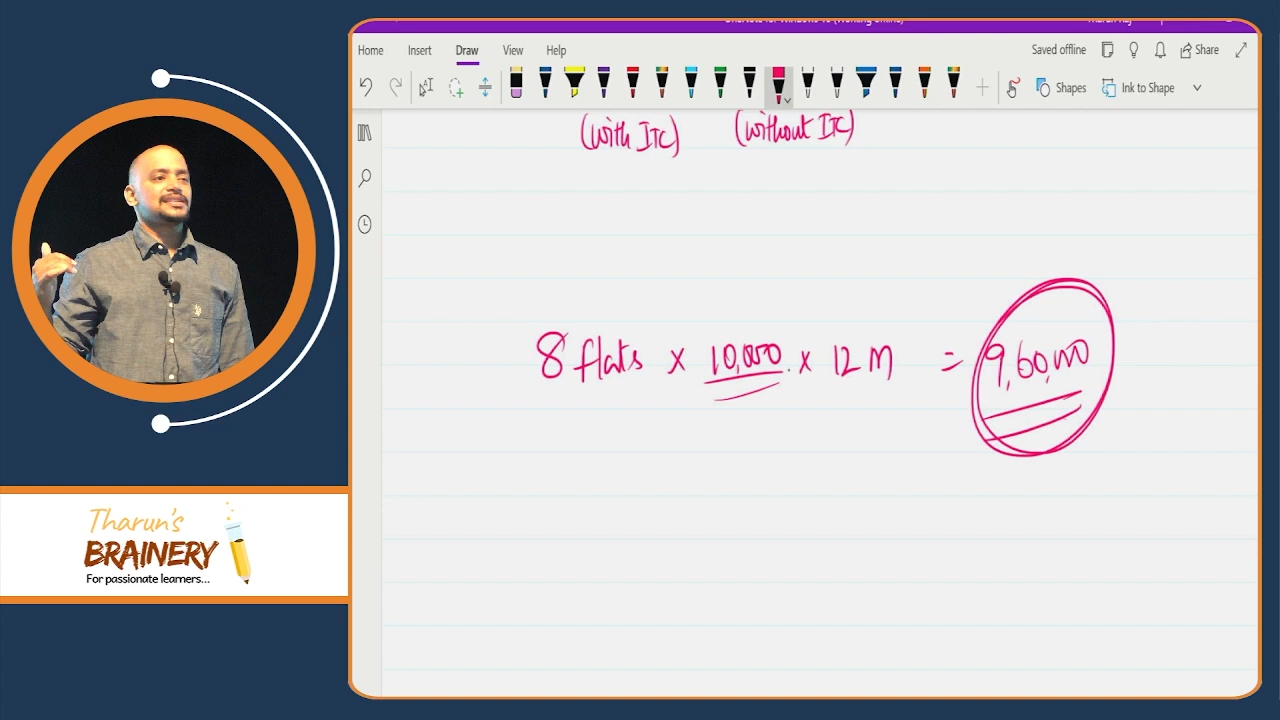 Home Insert Draw View Help Saved offline Share
Shapes Ink to Shape
(with ITC) (without ITC)
8 flats x 10,000 x 12 M = 9,60,000
Tharun's
BRAINERY
For passionate learners...